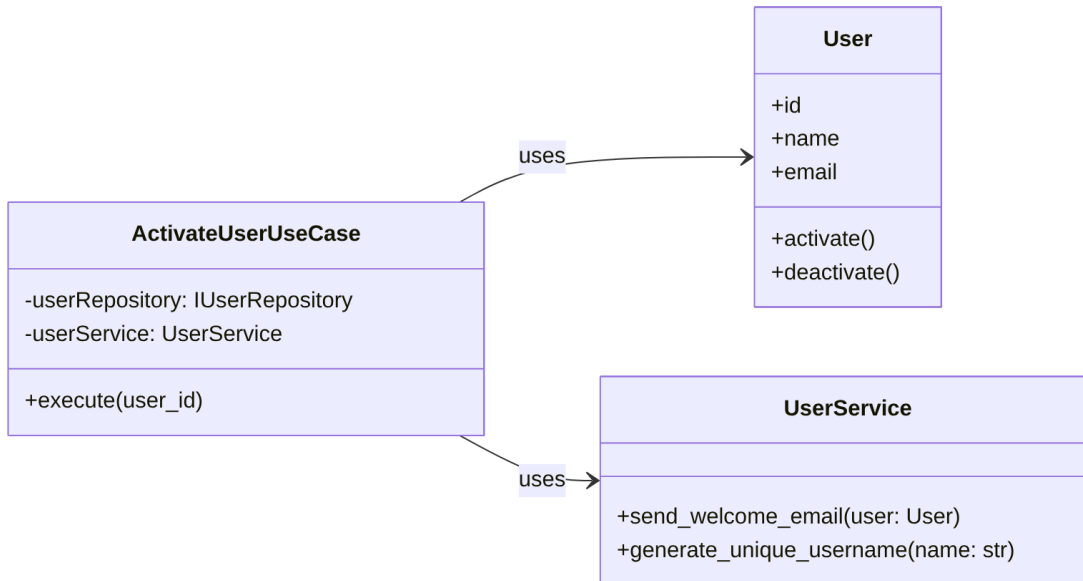 User
+id
+name
+email
+activate()
+deactivate()
uses
ActivateUserUseCase
-userRepository: IUserRepository
-userService: UserService
+execute(user_id)
uses
UserService
+send_welcome_email(user: User)
+generate_unique_username(name: str)